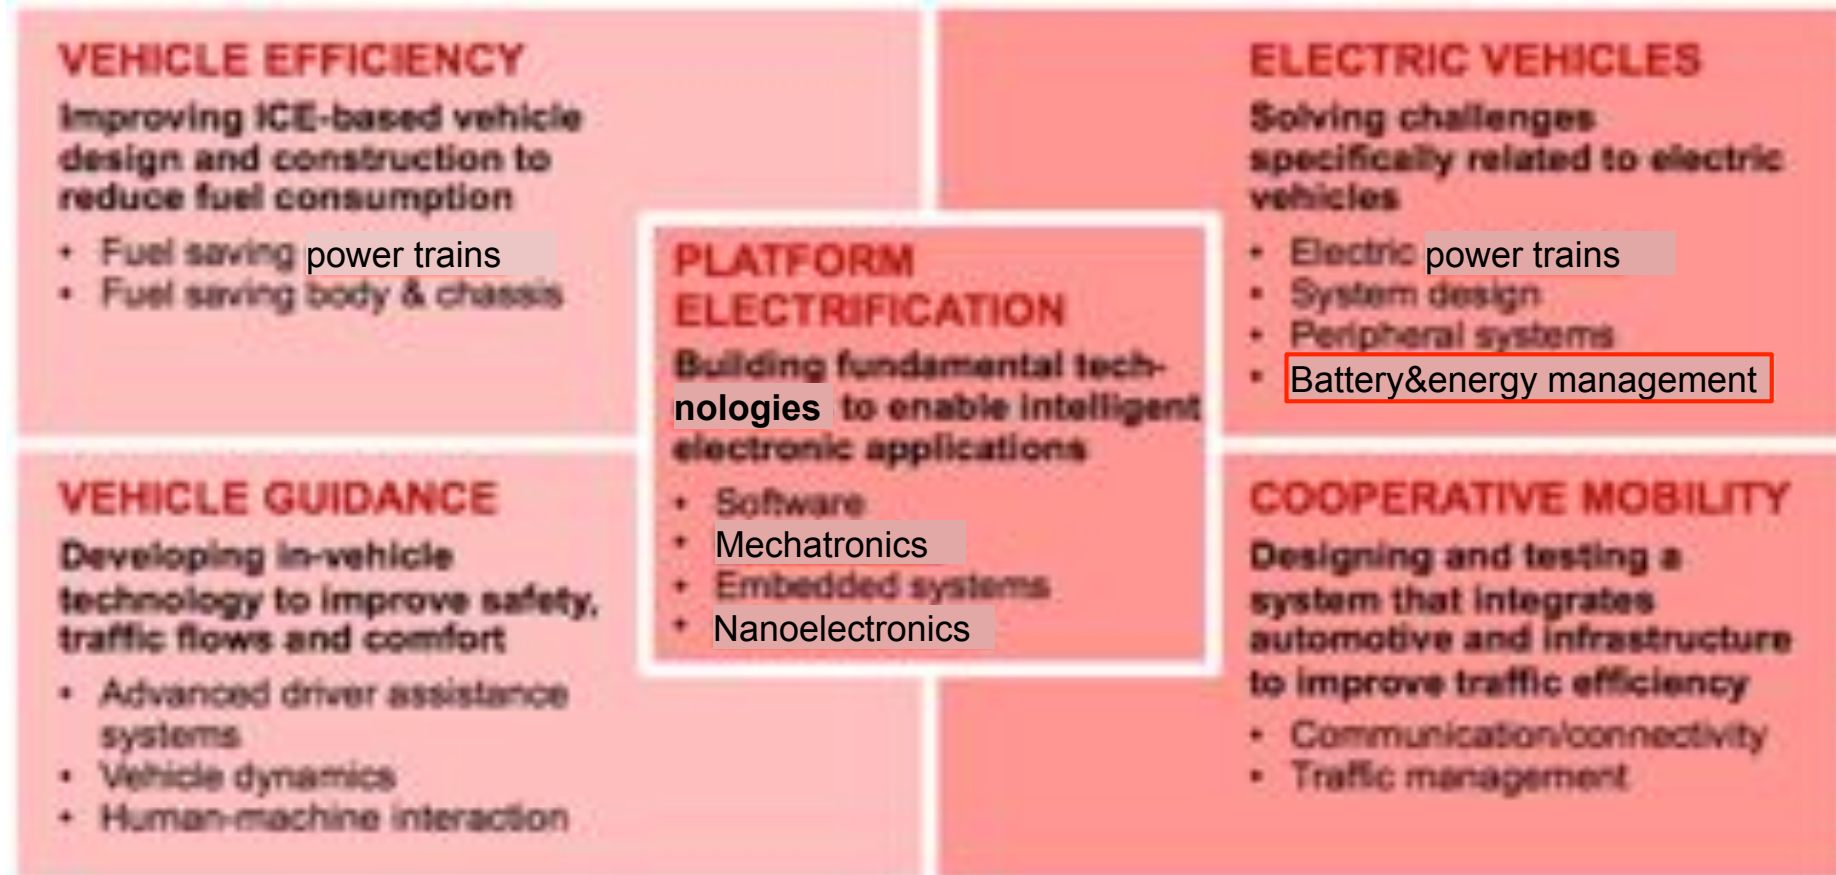 VEHICLE EFFICIENCY
Improving ICE-based vehicle
design and construction to
reduce fuel consumption
• Fuel saving power trains
• Fuel saving body & chassis
ELECTRIC VEHICLES
Solving challenges
specifically related to electric
vehicles
• Electric power trains
• System design
• Peripheral systems
• Battery&energy management
PLATFORM
ELECTRIFICATION
Building fundamental tech-
nologies to enable intelligent
electronic applications
• Software
• Mechatronics
• Embedded systems
• Nanoelectronics
VEHICLE GUIDANCE
Developing in-vehicle
technology to improve safety,
traffic flows and comfort
• Advanced driver assistance
systems
• Vehicle dynamics
• Human-machine interaction
COOPERATIVE MOBILITY
Designing and testing a
system that integrates
automotive and infrastructure
to improve traffic efficiency
• Communication/connectivity
• Traffic management